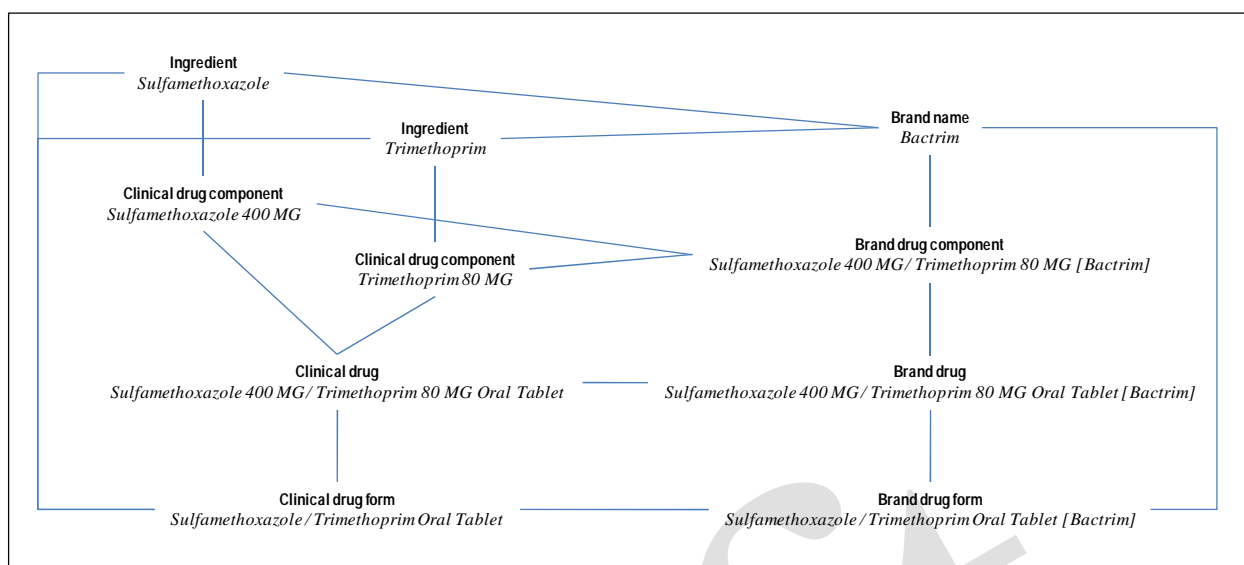 Ingredient
Sulfamethoxazole
Ingredient
Trimethoprim
Brand name
Bactrim
Clinical drug component
Sulfamethoxazole 400 MG
Clinical drug component
Trimethoprim 80 MG
Brand drug component
Sulfamethoxazole 400 MG / Trimethoprim 80 MG [Bactrim]
Clinical drug
Sulfamethoxazole 400 MG / Trimethoprim 80 MG Oral Tablet
Brand drug
Sulfamethoxazole 400 MG / Trimethoprim 80 MG Oral Tablet [Bactrim]
Clinical drug form
Sulfamethoxazole / Trimethoprim Oral Tablet
Brand drug form
Sulfamethoxazole / Trimethoprim Oral Tablet [Bactrim]